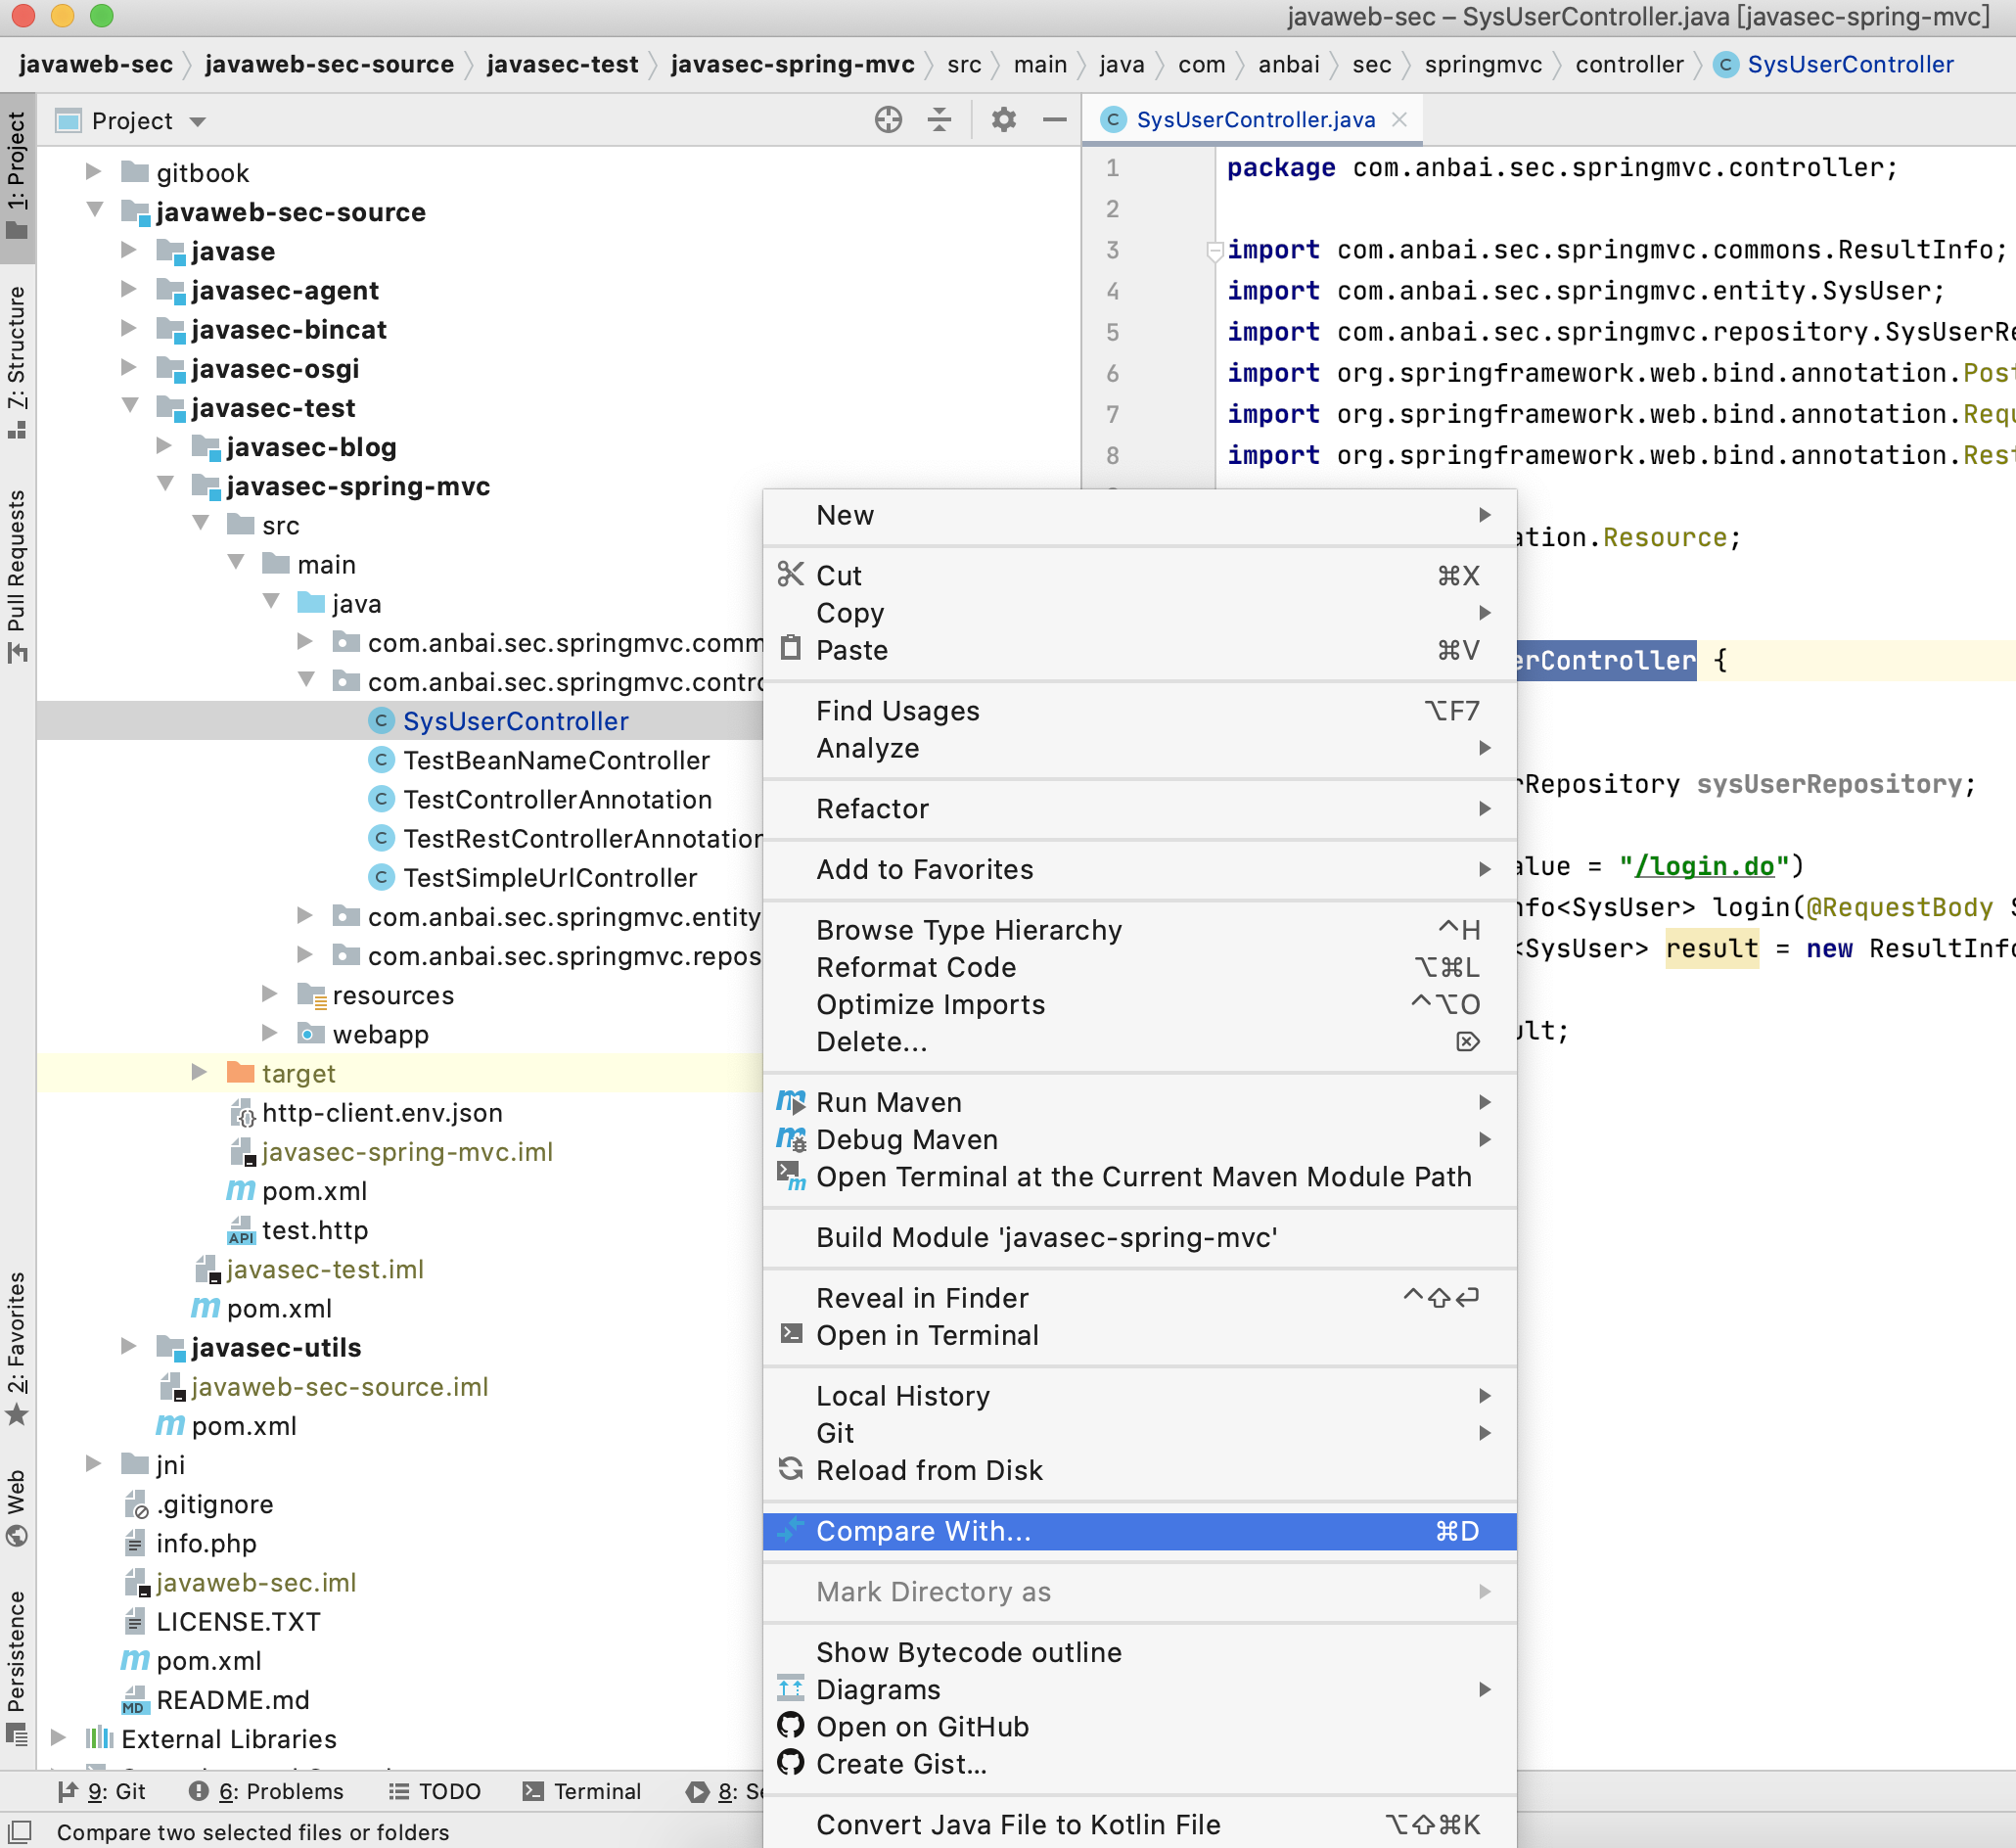 javaweb-sec – SysUserController.java [javasec-spring-mvc]
javaweb-sec javaweb-sec-source javasec-test javasec-spring-mvc src main java com anbai sec springmvc controller SysUserController
1: Project
7: Structure
Pull Requests
2: Favorites
Web
Persistence
Project
gitbook
javaweb-sec-source
javase
javasec-agent
javasec-bincat
javasec-osgi
javasec-test
javasec-blog
javasec-spring-mvc
src
main
java
com.anbai.sec.springmvc.comm
com.anbai.sec.springmvc.contro
SysUserController
TestBeanNameController
TestControllerAnnotation
TestRestControllerAnnotation
TestSimpleUrlController
com.anbai.sec.springmvc.entity
com.anbai.sec.springmvc.repos
resources
webapp
target
http-client.env.json
javasec-spring-mvc.iml
pom.xml
test.http
javasec-test.iml
pom.xml
javasec-utils
javaweb-sec-source.iml
pom.xml
jni
.gitignore
info.php
javaweb-sec.iml
LICENSE.TXT
pom.xml
README.md
External Libraries
SysUserController.java
1 package com.anbai.sec.springmvc.controller;
2
3 import com.anbai.sec.springmvc.commons.ResultInfo;
4 import com.anbai.sec.springmvc.entity.SysUser;
5 import com.anbai.sec.springmvc.repository.SysUserRe
6 import org.springframework.web.bind.annotation.Post
7 import org.springframework.web.bind.annotation.Requ
8 import org.springframework.web.bind.annotation.Rest
ation.Resource;
erController {
rRepository sysUserRepository;
alue = "/login.do")
nfo<SysUser> login(@RequestBody S
<SysUser> result = new ResultInfo
ult;
New
Cut ⌘X
Copy
Paste ⌘V
Find Usages ⌥F7
Analyze
Refactor
Add to Favorites
Browse Type Hierarchy ^H
Reformat Code ⌥⌘L
Optimize Imports ^⌥O
Delete... ⌦
Run Maven
Debug Maven
Open Terminal at the Current Maven Module Path
Build Module 'javasec-spring-mvc'
Reveal in Finder ^⇧⏎
Open in Terminal
Local History
Git
Reload from Disk
Compare With... ⌘D
Mark Directory as
Show Bytecode outline
Diagrams
Open on GitHub
Create Gist...
Convert Java File to Kotlin File ⌥⇧⌘K
9: Git 6: Problems TODO Terminal 8: Se
Compare two selected files or folders